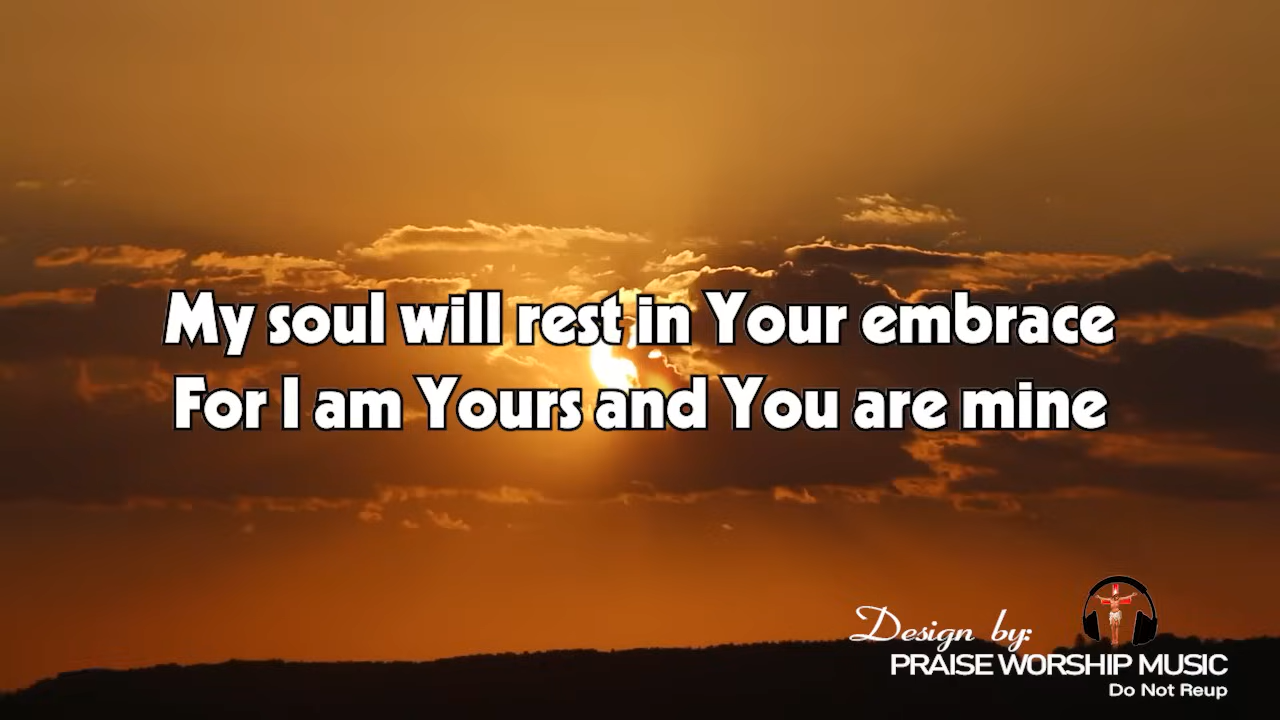 My soul will rest in Your embrace
For I am Yours and You are mine
Design by:
PRAISE WORSHIP MUSIC
Do Not Reup